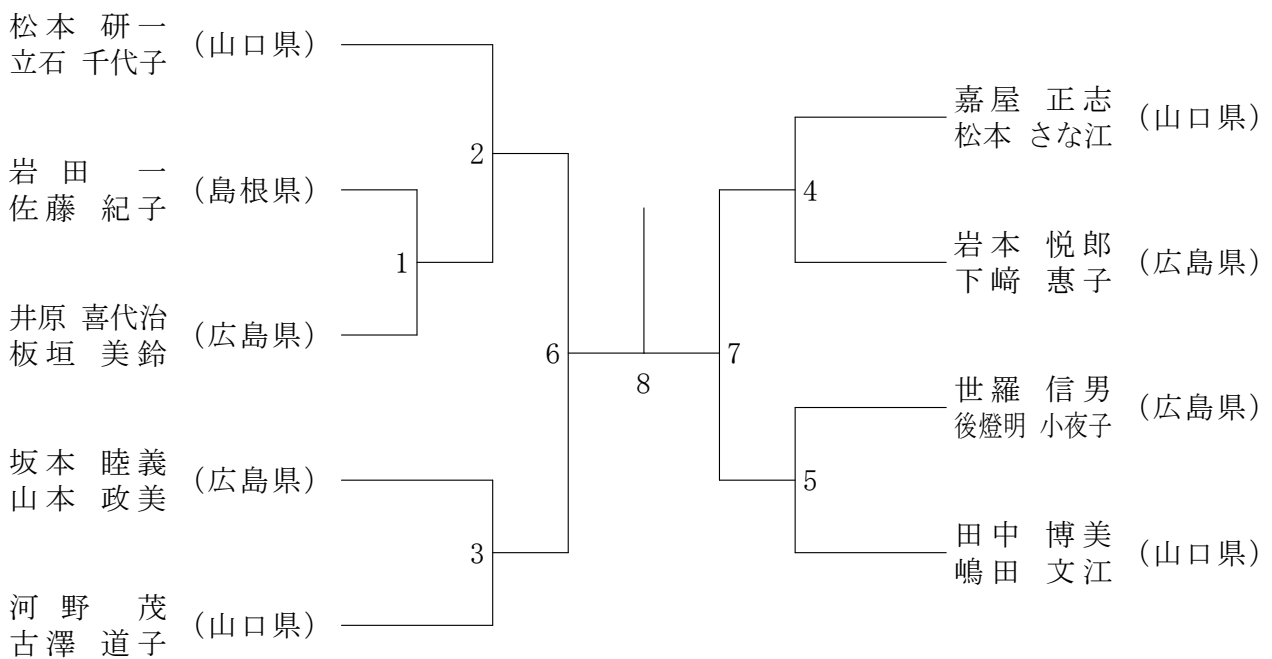 松本 研一
立石 千代子
(山口県)
岩田 一
佐藤 紀子
(島根県)
井原 喜代治
板垣 美鈴
(広島県)
坂本 睦義
山本 政美
(広島県)
河野 茂
古澤 道子
(山口県)
2
1
3
6
8
7
4
5
嘉屋 正志
松本 さな江
(山口県)
岩本 悦郎
下﨑 惠子
(広島県)
世羅 信男
後燈明 小夜子
(広島県)
田中 博美
嶋田 文江
(山口県)